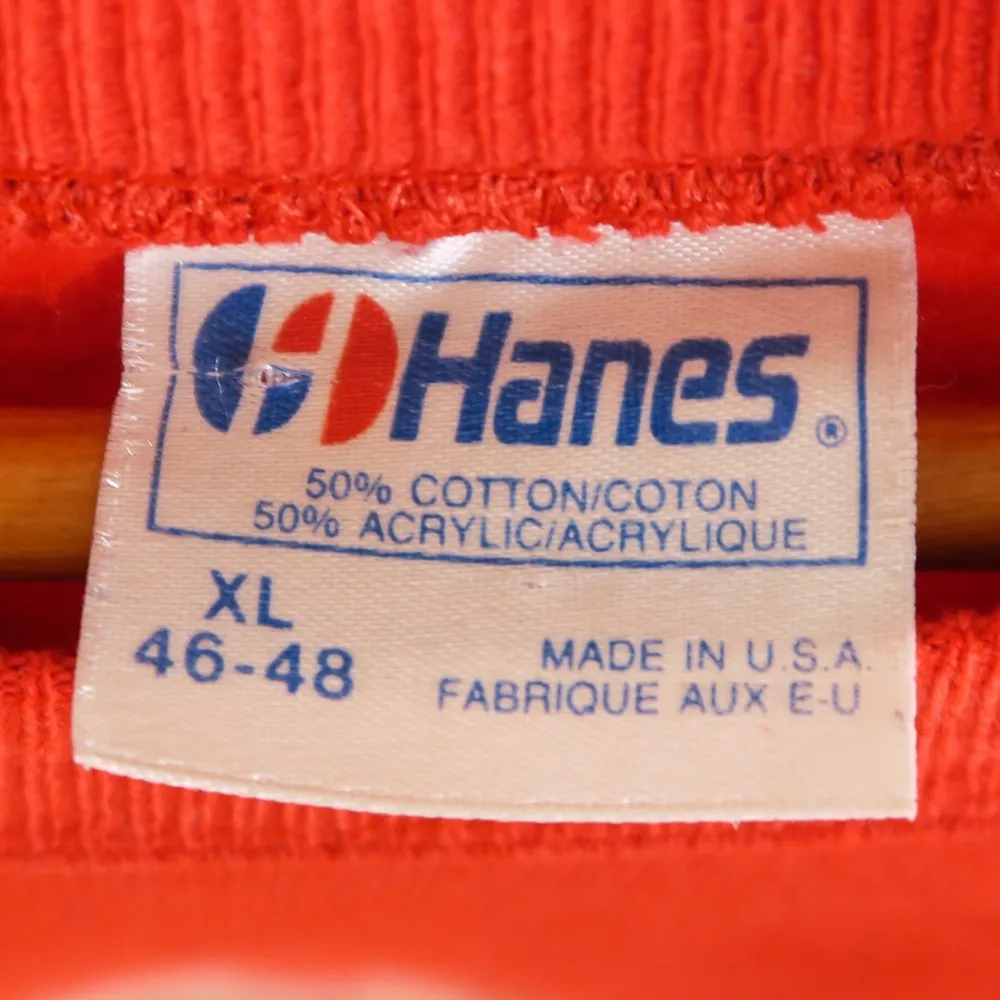 Hanes®
50% COTTON/COTON
50% ACRYLIC/ACRYLIQUE
XL
46-48
MADE IN U.S.A.
FABRIQUE AUX E-U